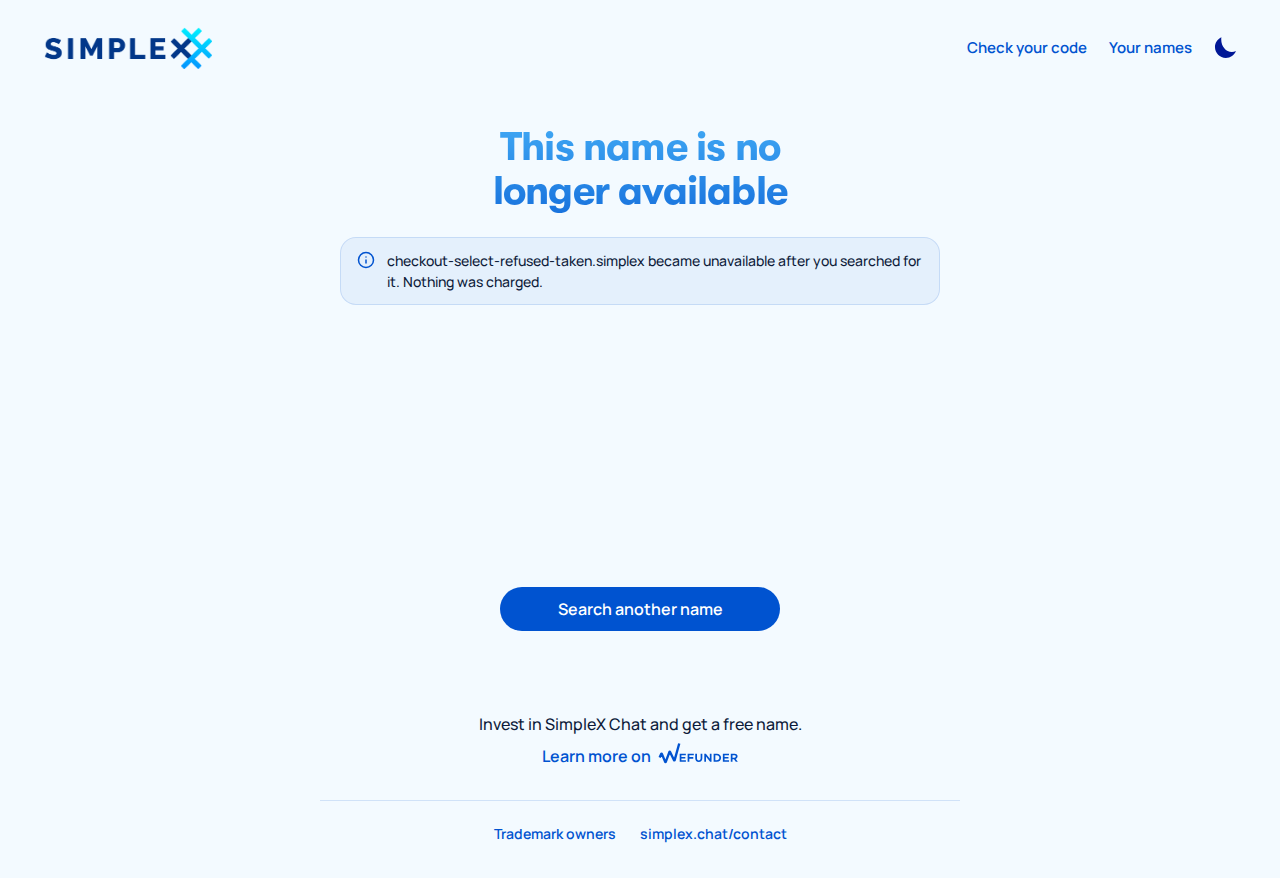 SIMPLEX
Check your code
Your names
This name is no
longer available
checkout-select-refused-taken.simplex became unavailable after you searched for
it. Nothing was charged.
Search another name
Invest in SimpleX Chat and get a free name.
Learn more on WEFUNDER
Trademark owners
simplex.chat/contact